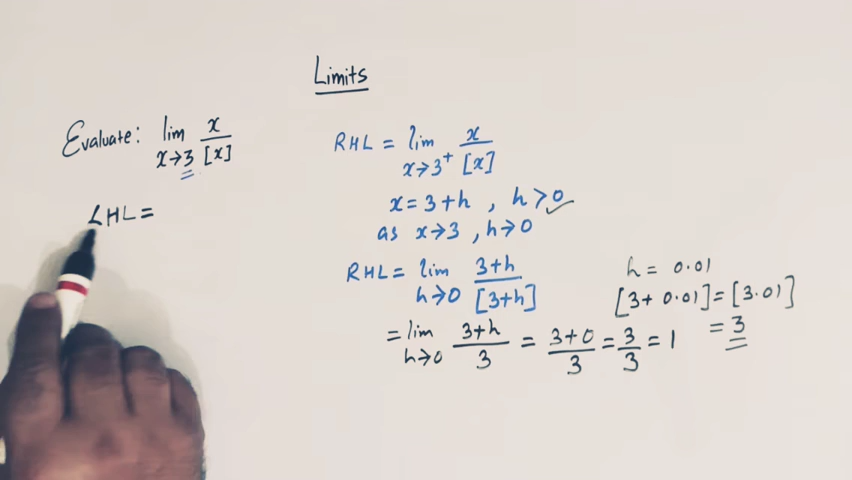 Limits
Evaluate: lim x→3 x/[x]
LHL =
RHL = lim x→3⁺ x/[x]
x = 3+h , h>0
as x→3 , h→0
RHL = lim h→0 3+h/[3+h]
= lim h→0 3+h/3 = 3+0/3 = 3/3 = 1
h = 0.01
[3+ 0.01] = [3.01]
= 3